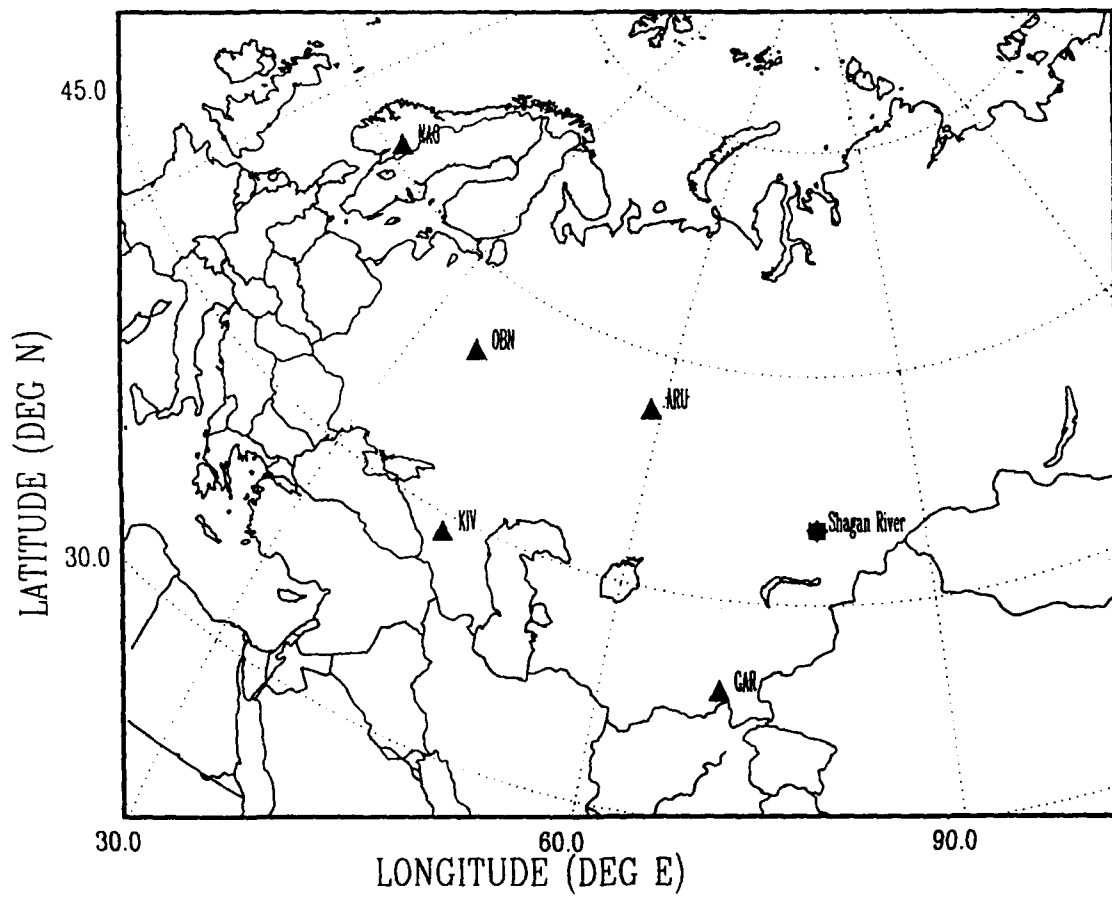 45.0
NAO
OBN
ARU
LATITUDE (DEG N)
KIV
Shagan River
30.0
GAR
30.0
60.0
90.0
LONGITUDE (DEG E)